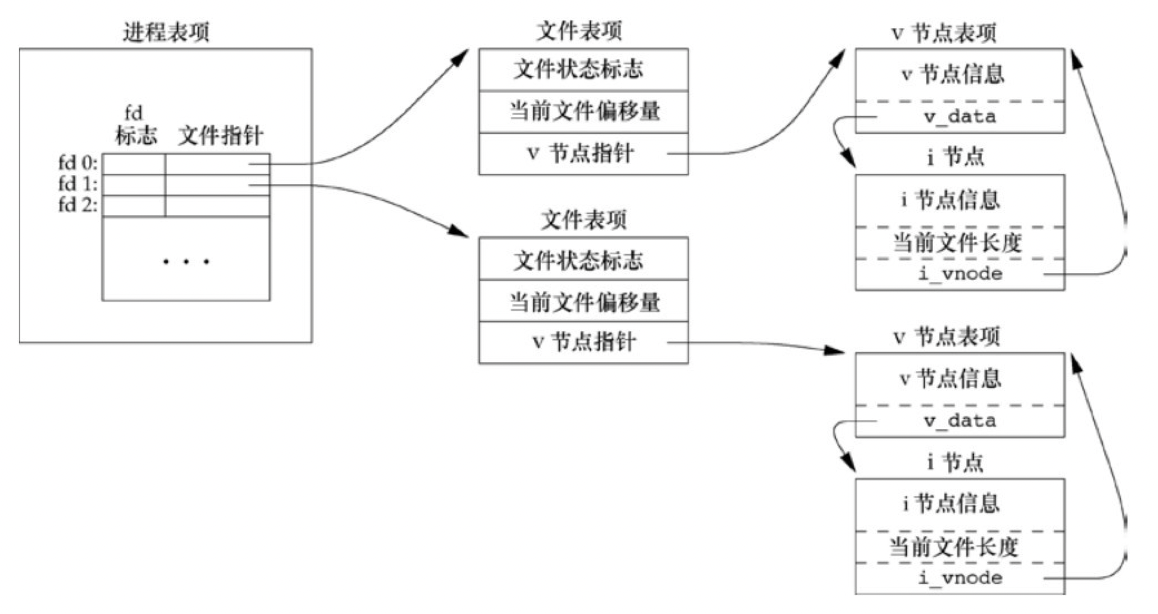 进程表项
fd
标志 文件指针
fd 0:
fd 1:
fd 2:
...
文件表项
文件状态标志
当前文件偏移量
v 节点指针
文件表项
文件状态标志
当前文件偏移量
v 节点指针
v 节点表项
v 节点信息
v_data
i 节点
i 节点信息
当前文件长度
i_vnode
v 节点表项
v 节点信息
v_data
i 节点
i 节点信息
当前文件长度
i_vnode